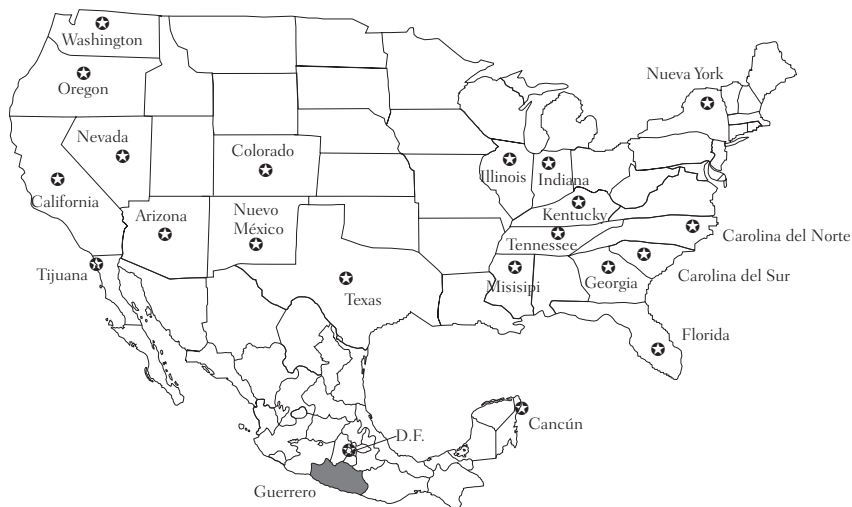 Washington
Nueva York
Oregon
Nevada
Colorado
Illinois
Indiana
California
Arizona
Nuevo
México
Kentucky
Carolina del Norte
Tennessee
Tijuana
Texas
Misisipi
Georgia
Carolina del Sur
Florida
Cancún
D.F.
Guerrero